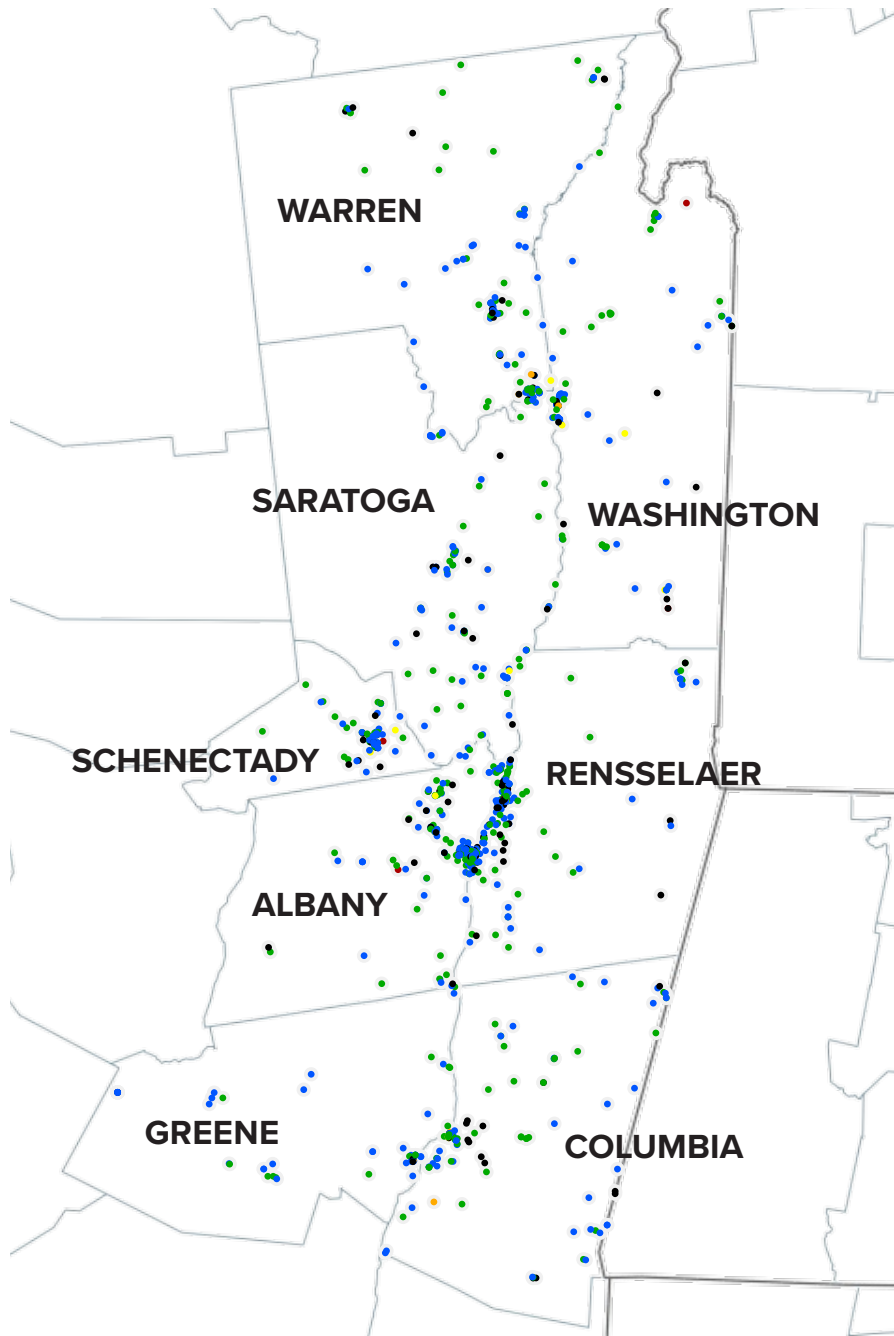 WARREN
SARATOGA
WASHINGTON
SCHENECTADY
RENSSELAER
ALBANY
GREENE
COLUMBIA